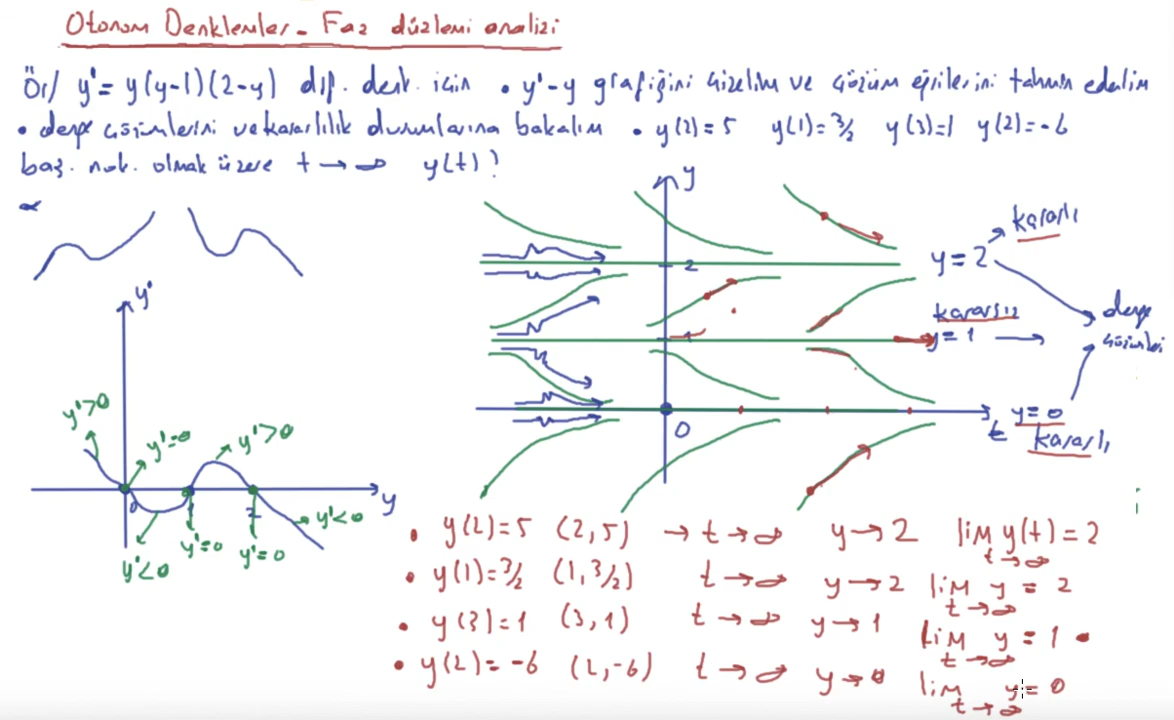 Otonom Denklemler - Faz düzlemi analizi
Ör/ y' = y(y-1)(2-y) dif. denk. için • y'-y grafiğini çizelim ve çözüm eğrilerini tahmin edelim
• denge çözümlerini ve kararlılık durumlarına bakalım • y(2)=5 y(1)=3/2 y(3)=1 y(2)=-6
baş. nok. olmak üzere t→∞ y(t)?
y
kararlı
2
y=2
y'
kararsız
denge
1
y=1
çözümleri
y'>0
y'=0
y'>0
0
t
y=0
kararlı
0
1
2
y
y'<0
y'<0
y'=0
y'=0
• y(2)=5 (2,5) → t→∞ y→2 lim y(t)=2
t→∞
• y(1)=3/2 (1,3/2) t→∞ y→2 lim y = 2
t→∞
• y(3)=1 (3,1) t→∞ y→1 lim y = 1
t→∞
• y(2)=-6 (2,-6) t→∞ y→0 lim y = 0
t→∞